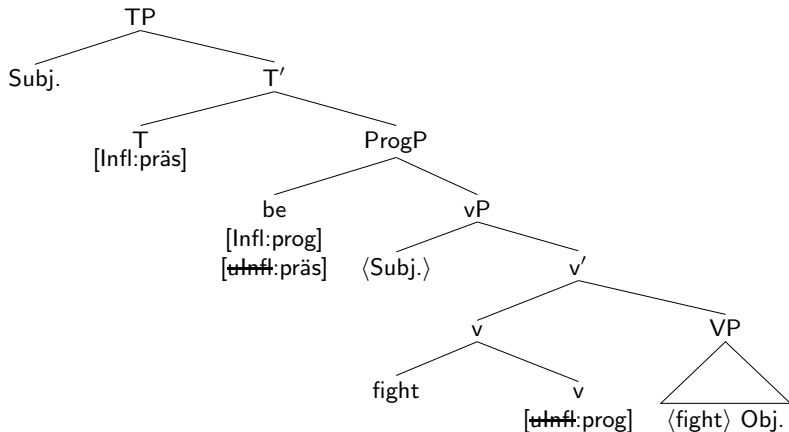 TP
Subj. T′
T ProgP
[Infl:präs]
be vP
[Infl:prog]
[uInfl:präs] ⟨Subj.⟩ v′
v VP
fight v
[uInfl:prog] ⟨fight⟩ Obj.